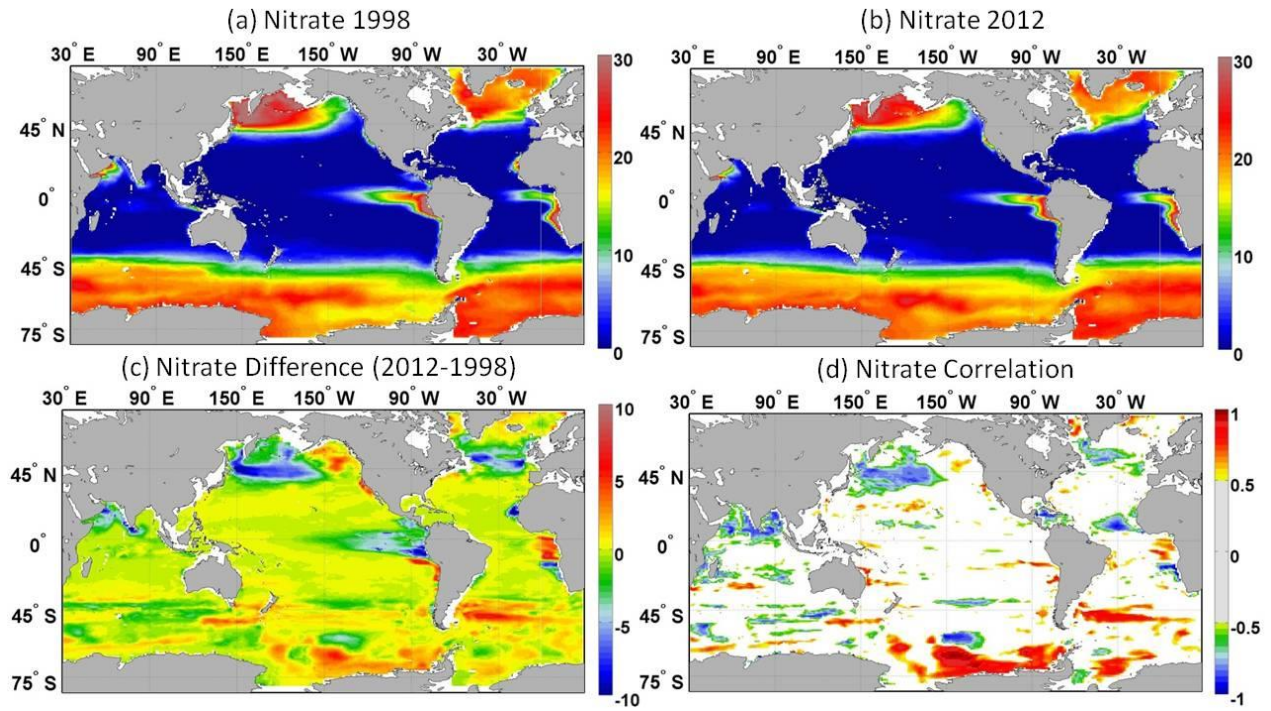 (a) Nitrate 1998
30° E 90° E 150° E 150° W 90° W 30° W
45° N
0°
45° S
75° S
30
20
10
0
(b) Nitrate 2012
30° E 90° E 150° E 150° W 90° W 30° W
45° N
0°
45° S
75° S
30
20
10
0
(c) Nitrate Difference (2012-1998)
30° E 90° E 150° E 150° W 90° W 30° W
45° N
0°
45° S
75° S
10
5
0
-5
-10
(d) Nitrate Correlation
30° E 90° E 150° E 150° W 90° W 30° W
45° N
0°
45° S
75° S
1
0.5
0
-0.5
-1